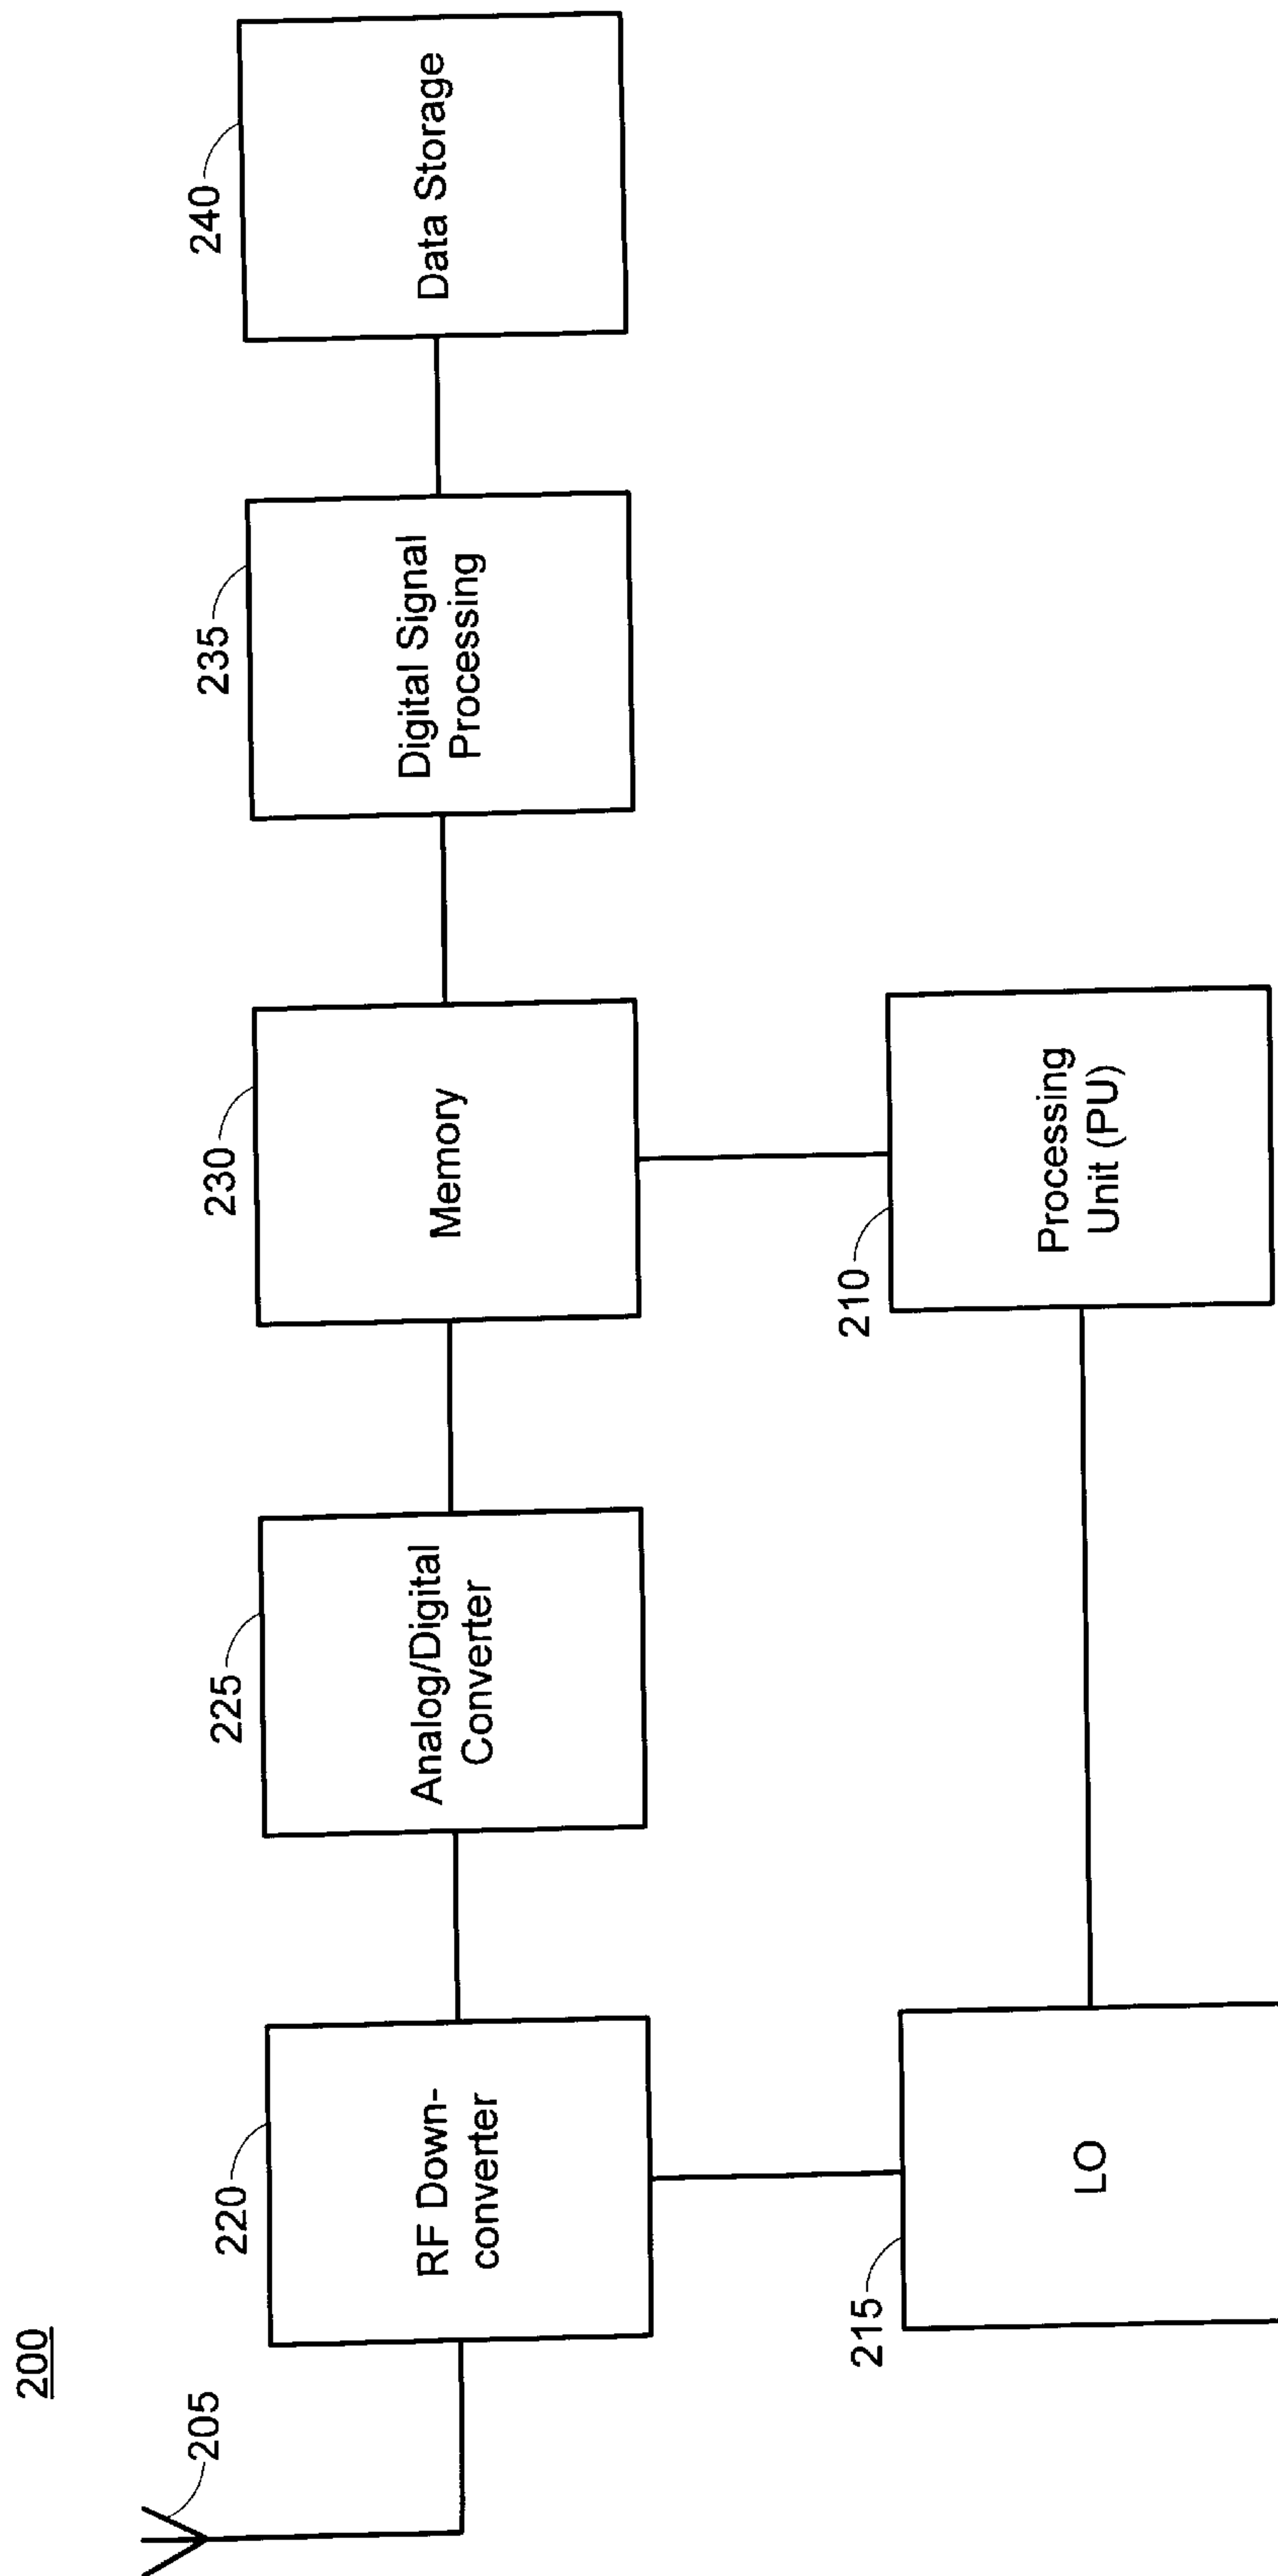 200
205
220
RF Down-
converter
225
Analog/Digital
Converter
230
Memory
235
Digital Signal
Processing
240
Data Storage
215
LO
210
Processing
Unit (PU)